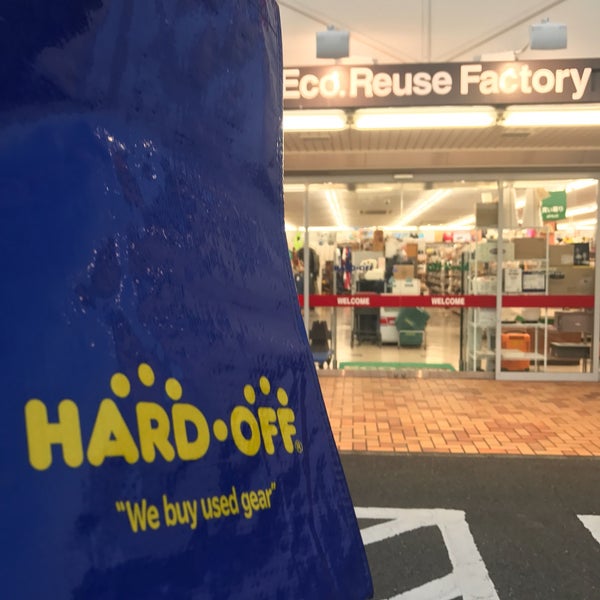 Eco.Reuse Factory
WELCOME WELCOME
HARD·OFF®
"We buy used gear"